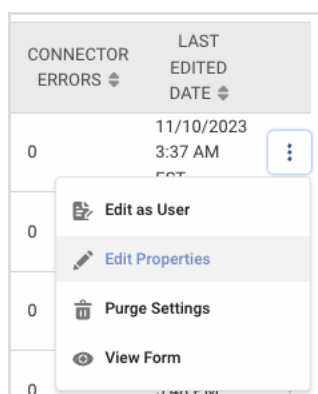 CONNECTOR
ERRORS
LAST
EDITED
DATE
0
11/10/2023
3:37 AM
EST
0
Edit as User
Edit Properties
0
Purge Settings
View Form
0